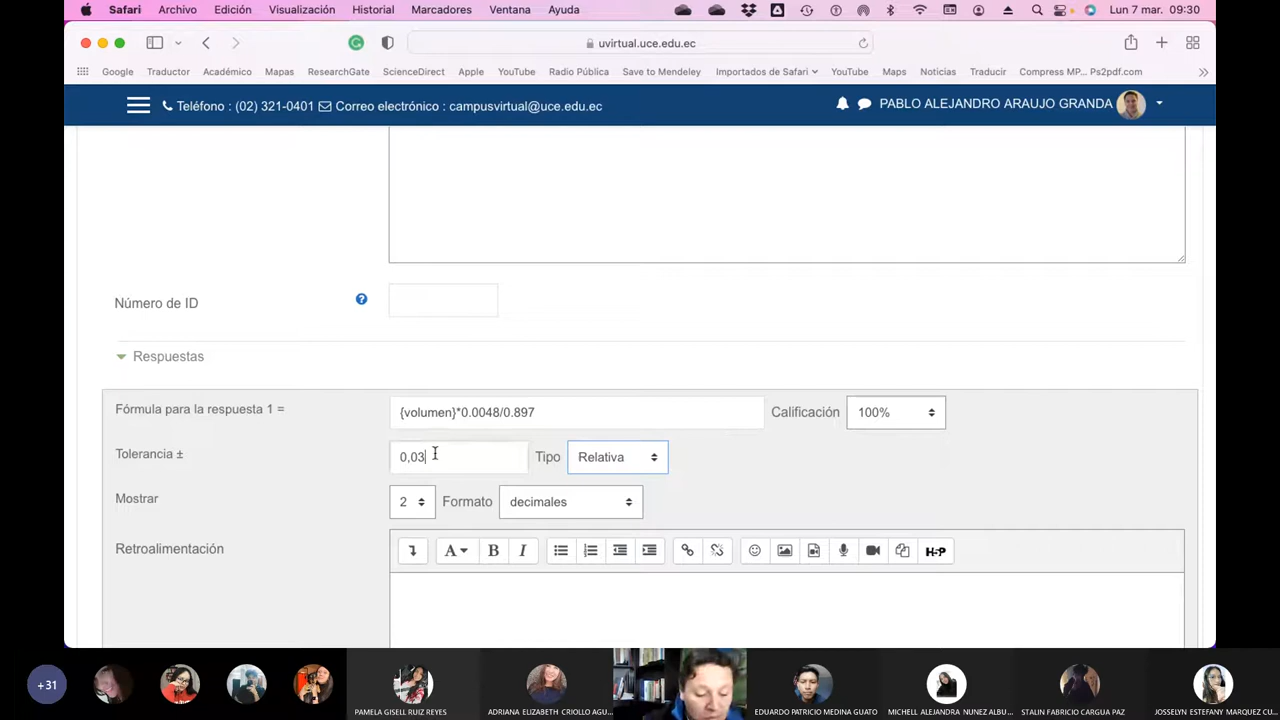 Safari Archivo Edición Visualización Historial Marcadores Ventana Ayuda Lun 7 mar. 09:30
uvirtual.uce.edu.ec
Google Traductor Académico Mapas ResearchGate ScienceDirect Apple YouTube Radio Pública Save to Mendeley Importados de Safari YouTube Maps Noticias Traducir Compress MP... Ps2pdf.com
Teléfono : (02) 321-0401 Correo electrónico : campusvirtual@uce.edu.ec PABLO ALEJANDRO ARAUJO GRANDA
Número de ID
Respuestas
Fórmula para la respuesta 1 = {volumen}*0.0048/0.897 Calificación 100%
Tolerancia ± 0,03 Tipo Relativa
Mostrar 2 Formato decimales
Retroalimentación A B I H-P
+31 PAMELA GISELL RUIZ REYES ADRIANA ELIZABETH CRIOLLO AGU... EDUARDO PATRICIO MEDINA GUATO MICHELL ALEJANDRA NUNEZ ALBU... STALIN FABRICIO CARGUA PAZ JOSSELYN ESTEFANY MARQUEZ CU...